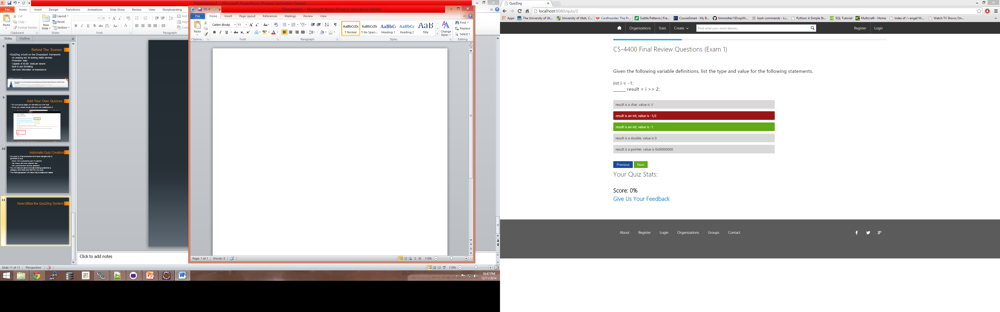 Presentation1 - Microsoft PowerPoint (Product Activation Failed)
File Home Insert Design Transitions Animations Slide Show Review View Storyboarding
Paste
Cut
Copy
Format Painter
Clipboard
New Slide
Layout
Reset
Section
Slides
36
Font
Paragraph
Slides Outline
8
Behind The Scenes
QuizZing is built on the Dropwizard framework.
An amazing tool for building restful services
Production ready
Capable of 50,000 clicks per second
Built in Json formatting
Get more information at dropwizard.io
9
Add Your Own Quizzes
On your group page you can add your own quiz
Once you create a quiz, add your own questions to it
10
Automatic Quiz Creation
Our goal by final production is to have a single click to
generate a quiz
Draws from a pre-existing pool of questions
Can always add more questions later
Can customize after the initial generation
You will also be able to browse existing questions by
category and hand pick them for your quiz
The Ratings system will make this process even easier
11
Now Utilize the QuizZing System
Click to add notes
Slide 11 of 11 "Perspective" 110%
Document1 - Microsoft Word (Product Activation Failed)
File Home Insert Page Layout References Mailings Review View
Paste
Clipboa...
Calibri (Body) 11
Font
Paragraph
AaBbCcDc AaBbCcDc AaBbCc AaBbCc AaB
¶ Normal ¶ No Spaci... Heading 1 Heading 2 Title
Change Styles
Styles
Find
Replace
Select
Editing
Page: 1 of 1 Words: 0 110%
10:47 PM
12/11/2014
QuizZing
localhost:8080/quiz/2
Apps The University of Ut... University of Utah, C... Cardhoarder: The Pr... Subtle Patterns | Fre... CourseSmart - My B... timmolter/XDropWi... bash commands - Li... Python: A Simple St... SQL Tutorial Multicraft - Home Index of /~angel/W... Watch TV Shows On...
Organizations Stats Create Find what your mind desires... Register Login
CS-4400 Final Review Questions (Exam 1)
Given the following variable definitions, list the type and value for the following statements.
int i = -1;
______ result = i >> 2;
result is a char, value is 'c'
result is an int, value is -1/2
result is an int, value is -1
result is a double, value is 0
result is a pointer, value is 0x00000000
Previous Next
Your Quiz Stats:
Score: 0%
Give Us Your Feedback
About Register Login Organizations Groups Contact